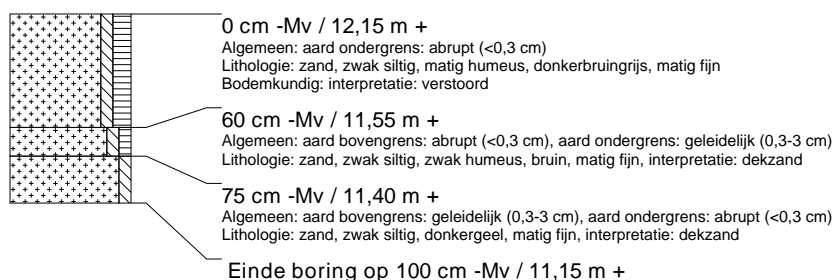 0 cm -Mv / 12,15 m +
Algemeen: aard ondergrens: abrupt (<0,3 cm)
Lithologie: zand, zwak siltig, matig humeus, donkerbruingrijs, matig fijn
Bodemkundig: interpretatie: verstoord
60 cm -Mv / 11,55 m +
Algemeen: aard bovengrens: abrupt (<0,3 cm), aard ondergrens: geleidelijk (0,3-3 cm)
Lithologie: zand, zwak siltig, zwak humeus, bruin, matig fijn, interpretatie: dekzand
75 cm -Mv / 11,40 m +
Algemeen: aard bovengrens: geleidelijk (0,3-3 cm), aard ondergrens: abrupt (<0,3 cm)
Lithologie: zand, zwak siltig, donkergeel, matig fijn, interpretatie: dekzand
Einde boring op 100 cm -Mv / 11,15 m +